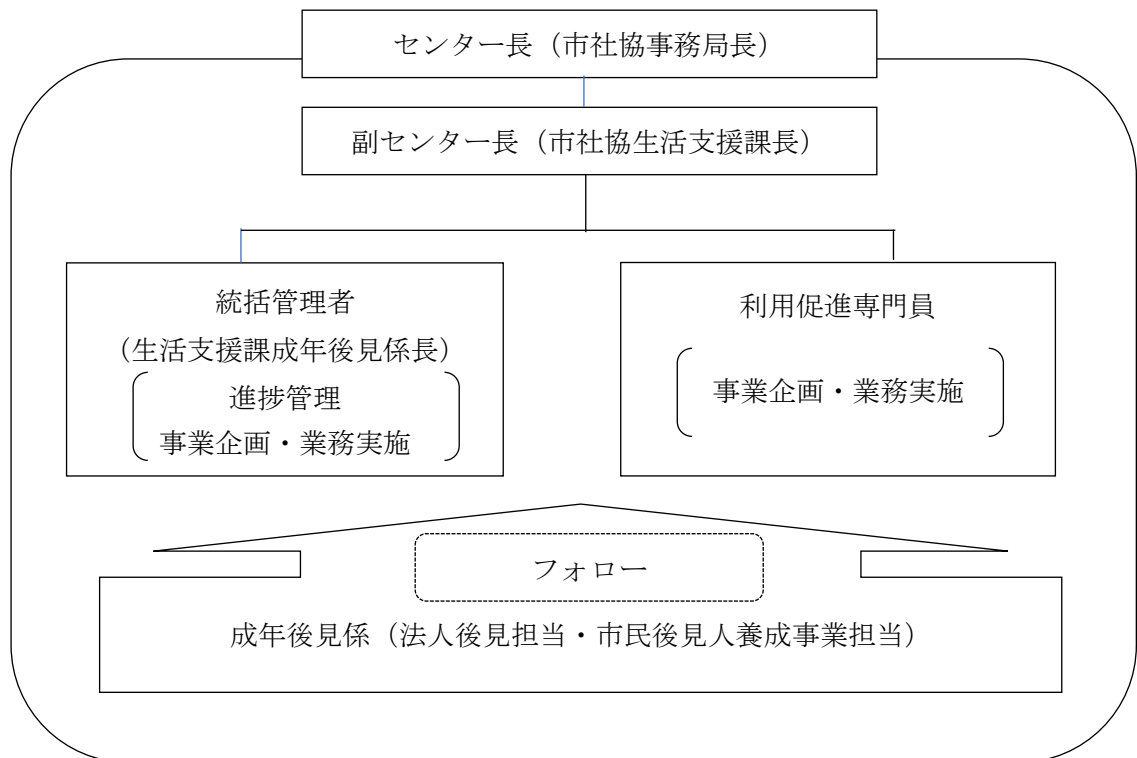 センター長（市社協事務局長）
副センター長（市社協生活支援課長）
統括管理者
（生活支援課成年後見係長）
進捗管理
事業企画・業務実施
利用促進専門員
事業企画・業務実施
フォロー
成年後見係（法人後見担当・市民後見人養成事業担当）